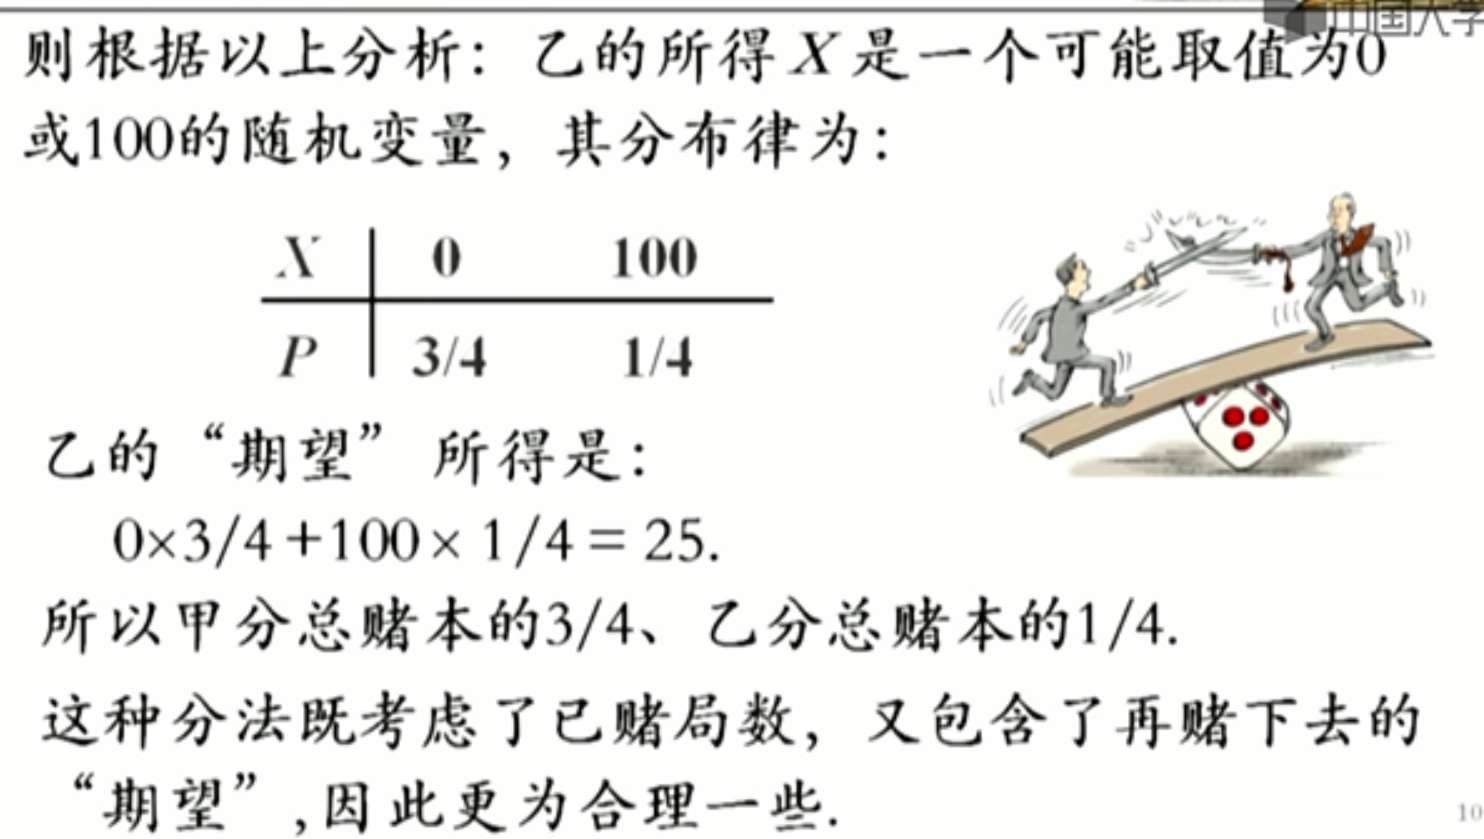 中国大学
则根据以上分析：乙的所得X是一个可能取值为0
或100的随机变量，其分布律为：
X 0 100
P 3/4 1/4
乙的“期望”所得是：
0×3/4+100×1/4=25.
所以甲分总赌本的3/4、乙分总赌本的1/4.
这种分法既考虑了已赌局数，又包含了再赌下去的
“期望”,因此更为合理一些.
10